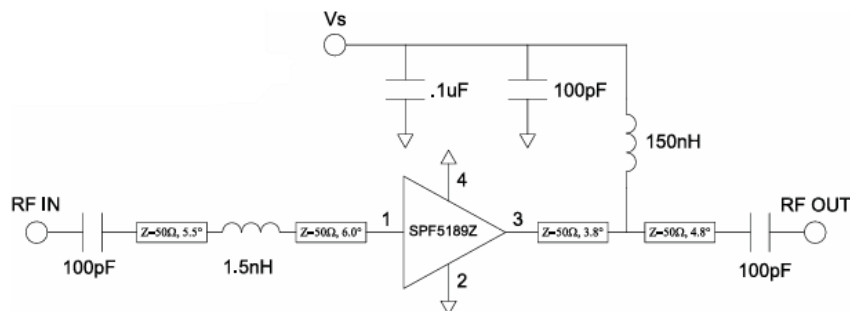 Vs
.1uF
100pF
150nH
4
RF IN
1
SPF5189Z
3
RF OUT
Z=50Ω, 5.5°
Z=50Ω, 6.0°
Z=50Ω, 3.8°
Z=50Ω, 4.8°
100pF
1.5nH
2
100pF